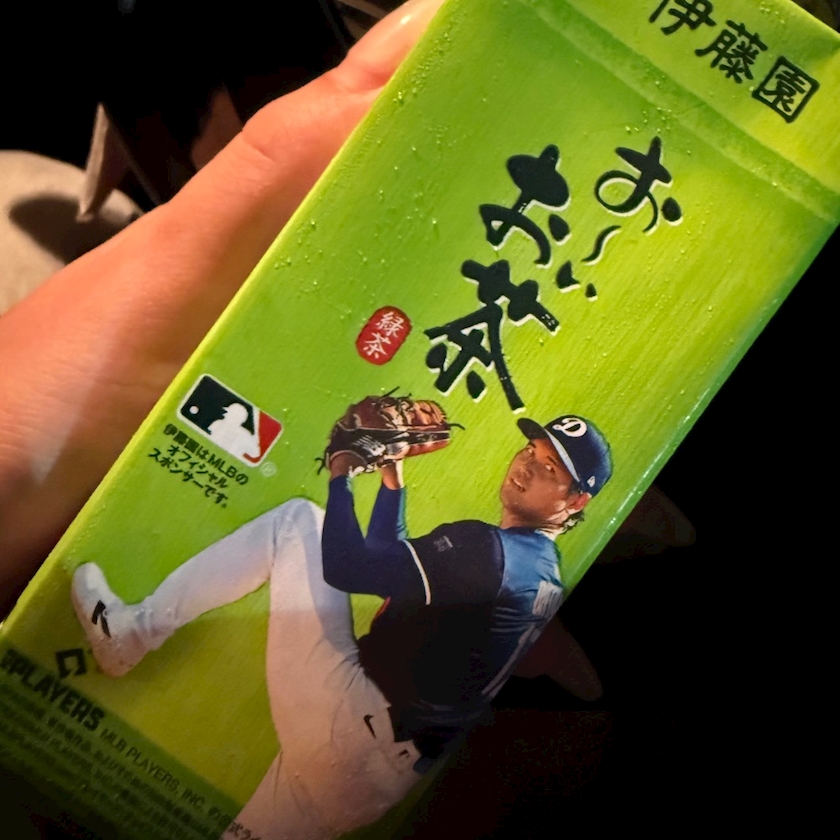 伊藤園
お〜い
お茶
緑茶
伊藤園はMLBの
オフィシャル
スポンサーです。
D
PLAYERS MLB PLAYERS, INC.